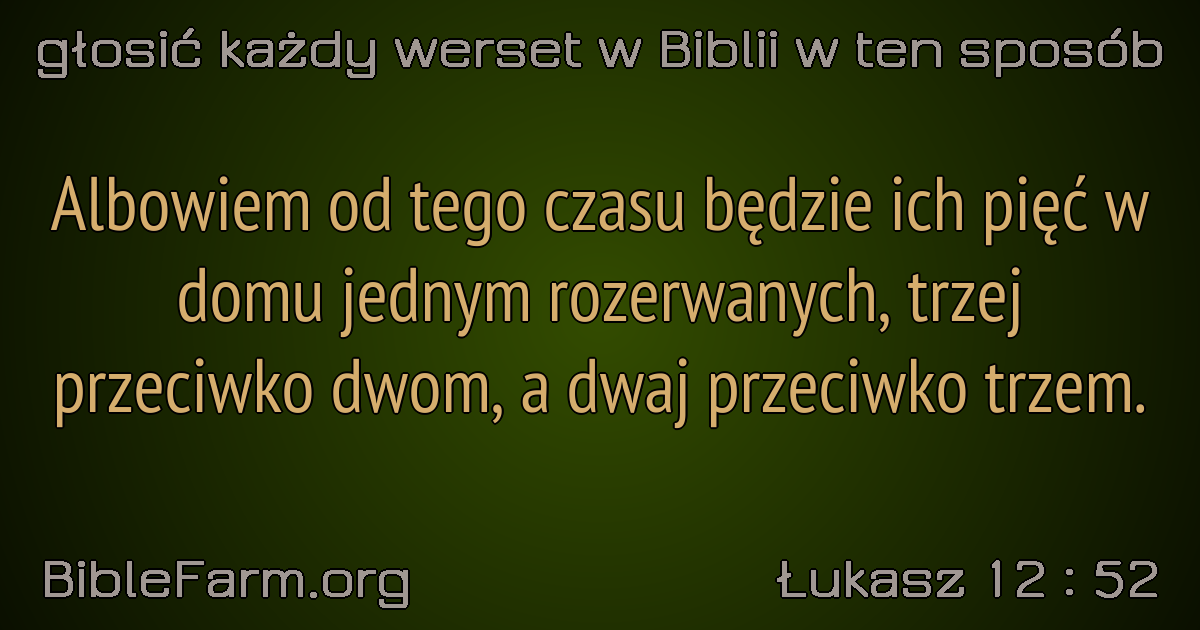 głosić każdy werset w Biblii w ten sposób
Albowiem od tego czasu będzie ich pięć w
domu jednym rozerwanych, trzej
przeciwko dwom, a dwaj przeciwko trzem.
BibleFarm.org
Łukasz 12 : 52